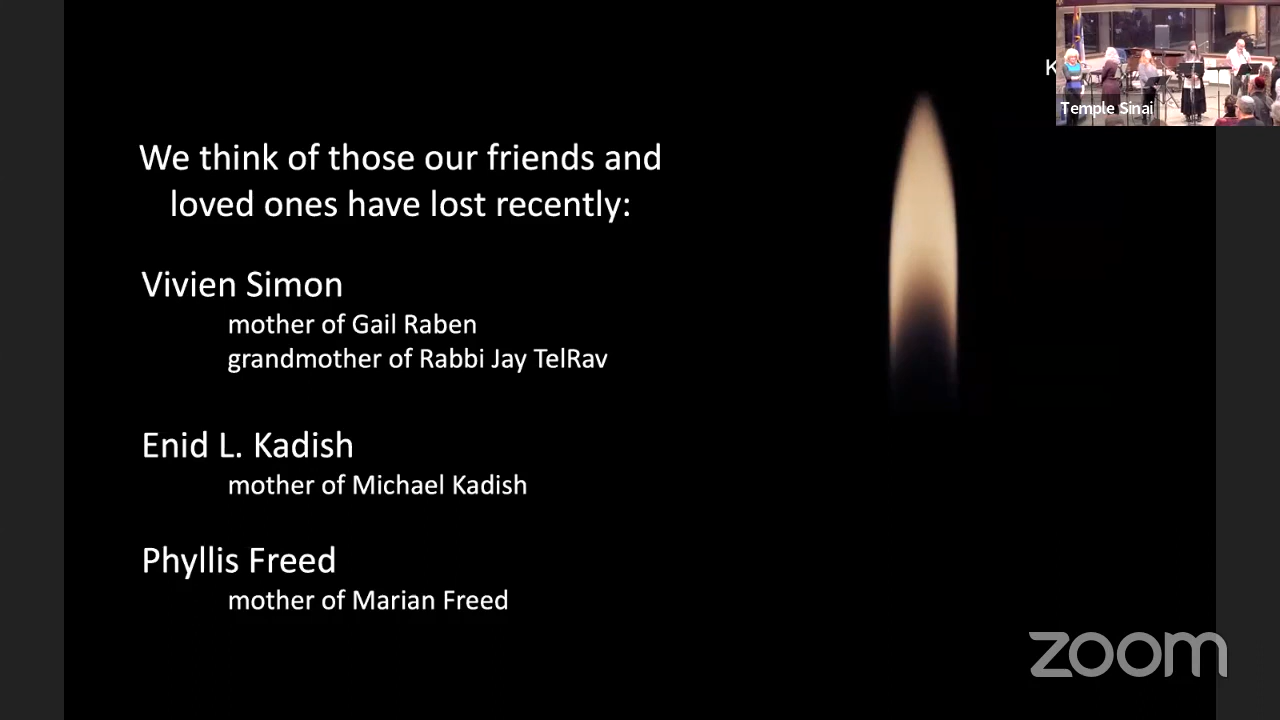 We think of those our friends and
loved ones have lost recently:
Vivien Simon
mother of Gail Raben
grandmother of Rabbi Jay TelRav
Enid L. Kadish
mother of Michael Kadish
Phyllis Freed
mother of Marian Freed
K
Temple Sinai
zoom